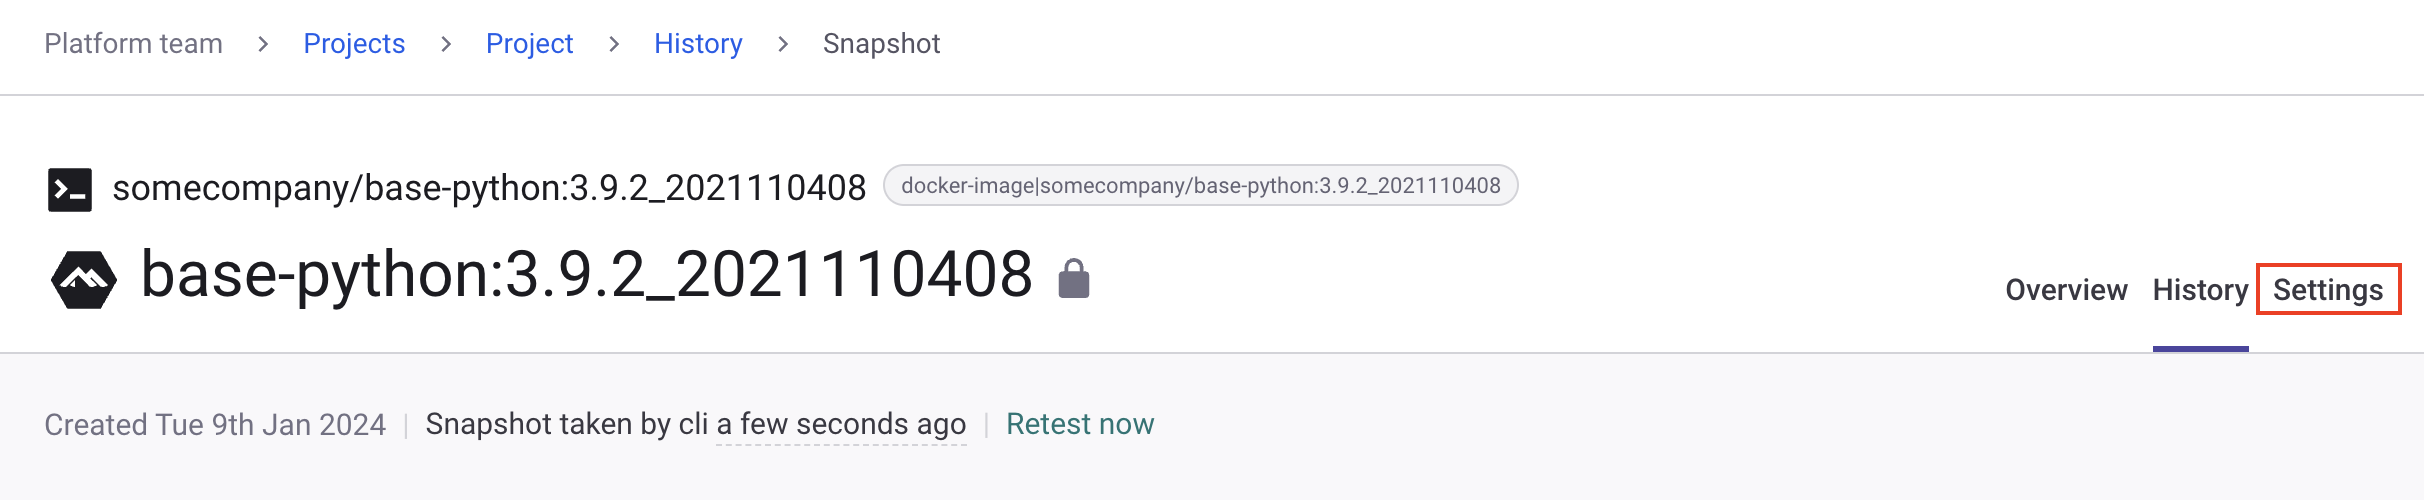 Platform team > Projects > Project > History > Snapshot
somecompany/base-python:3.9.2_2021110408 docker-image|somecompany/base-python:3.9.2_2021110408
base-python:3.9.2_2021110408
Overview History Settings
Created Tue 9th Jan 2024 | Snapshot taken by cli a few seconds ago | Retest now